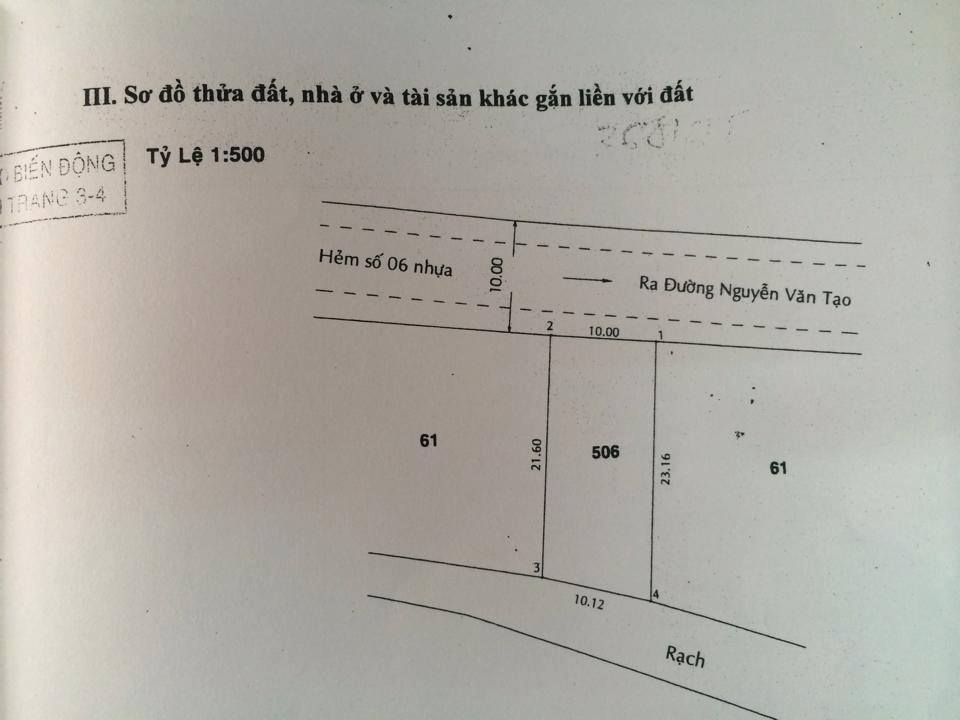 III. Sơ đồ thửa đất, nhà ở và tài sản khác gắn liền với đất
Tỷ Lệ 1:500
BIẾN ĐỘNG
TRANG 3-4
Hẻm số 06 nhựa
10.00
Ra Đường Nguyễn Văn Tạo
2
10.00
1
61
21.60
506
23.16
61
3
10.12
4
Rạch